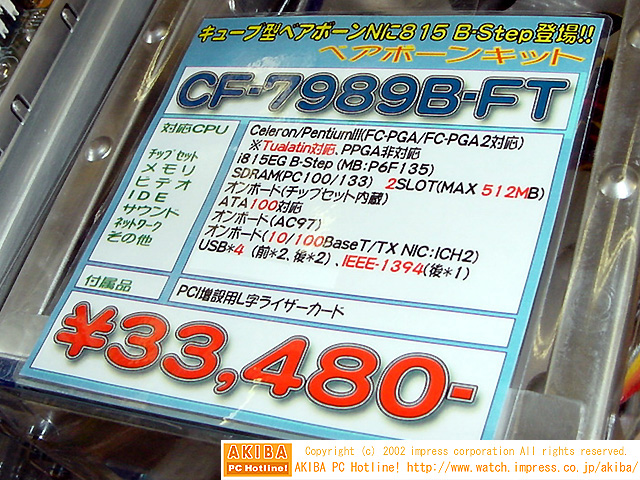 キューブ型ベアボーンNに815 B-Step登場!!
ベアボーンキット
CF-7989B-FT
対応CPU
Celeron/PentiumIII(FC-PGA/FC-PGA2対応)
※Tualatin対応、PPGA非対応
チップセット
i815EG B-Step (MB:P6F135)
メモリ
SDRAM(PC100/133) 2SLOT(MAX 512MB)
ビデオ
オンボード(チップセット内蔵)
IDE
ATA100対応
サウンド
オンボード(AC97)
ネットワーク
オンボード(10/100BaseT/TX NIC:ICH2)
その他
USB*4 (前*2、後*2)、IEEE-1394(後*1)
付属品
PCI増設用L字ライザーカード
¥33,480-
AKIBA
PC Hotline!
Copyright (c) 2002 impress corporation All rights reserved.
AKIBA PC Hotline! http://www.watch.impress.co.jp/akiba/